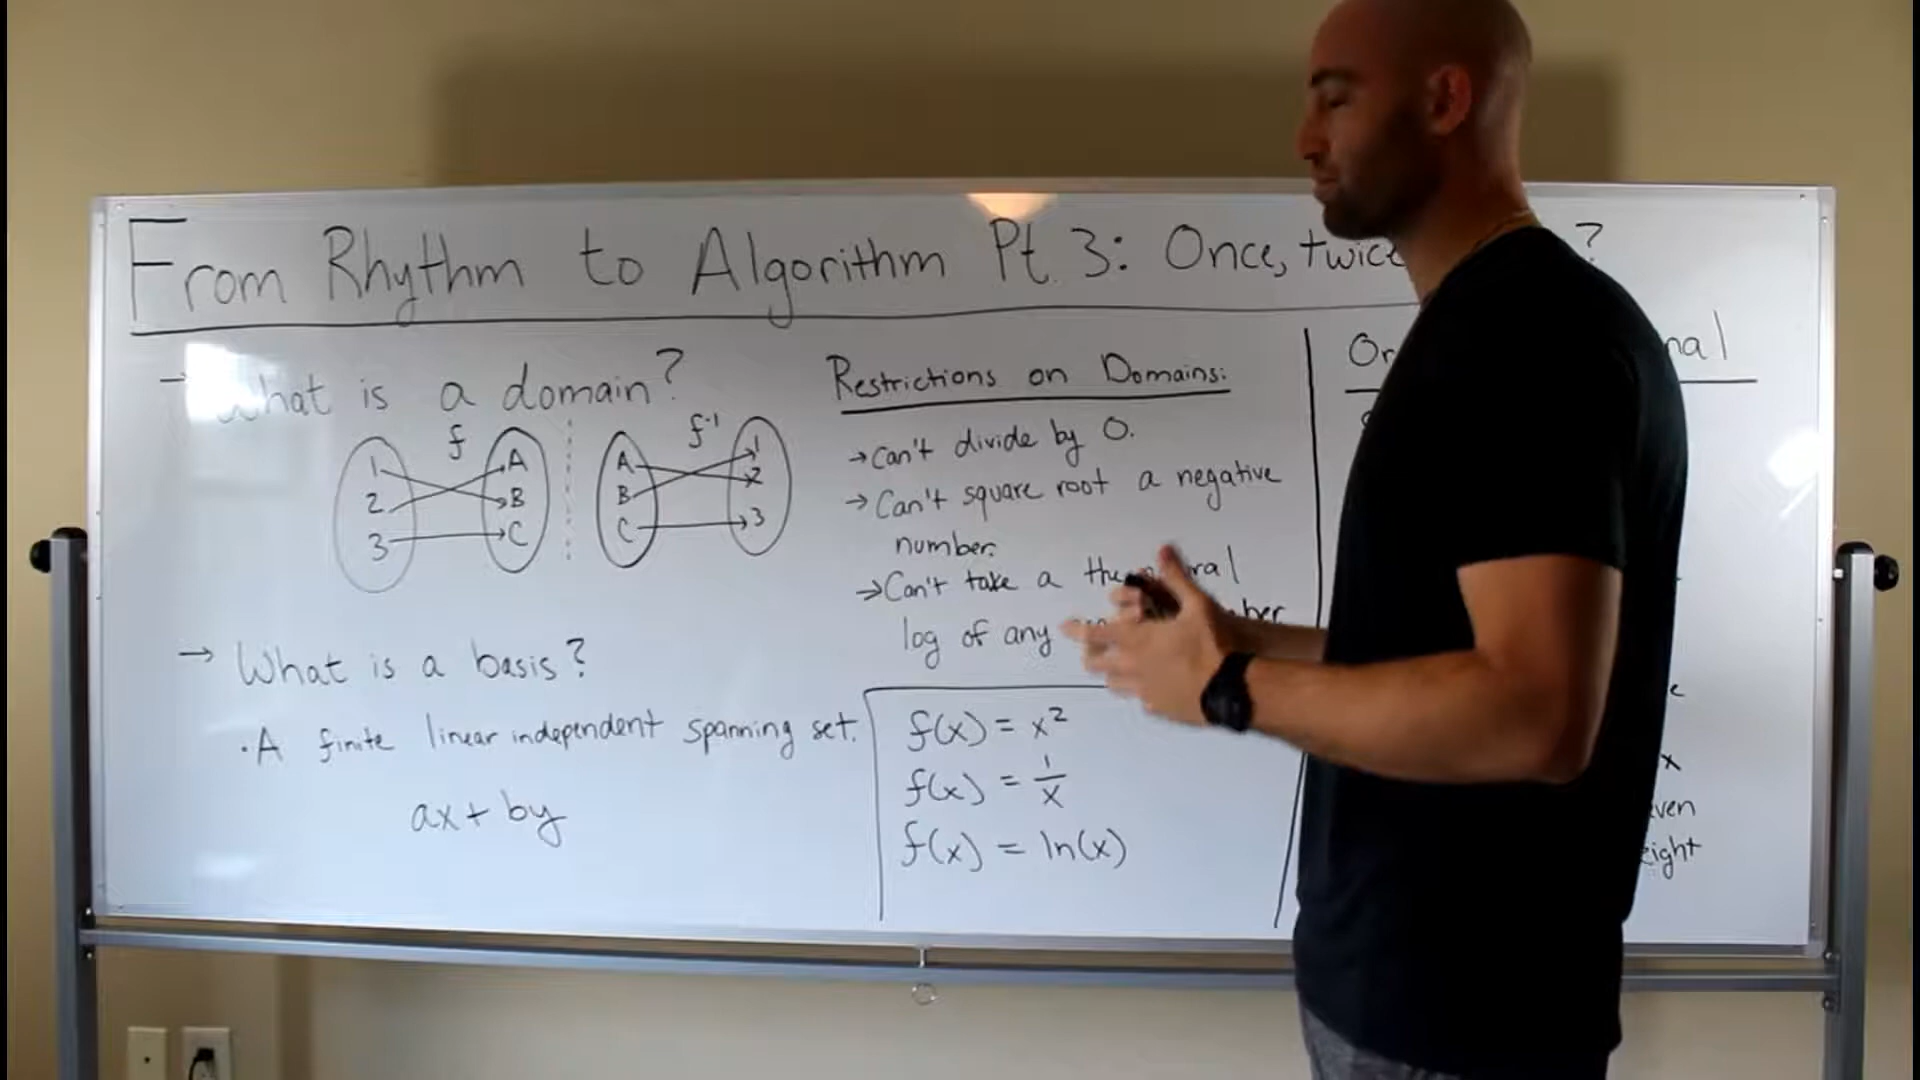 From Rhythm to Algorithm Pt. 3: Once, twice ?
→ What is a domain?
f
1
2
3
A
B
C
f⁻¹
A
B
C
1
2
3
→ What is a basis?
· A finite linear independent spanning set.
ax + by
Restrictions on Domains:
→ Can't divide by 0.
→ Can't square root a negative
number.
→ Can't take a
log of any
f(x) = x²
f(x) = 1/x
f(x) = ln(x)
x